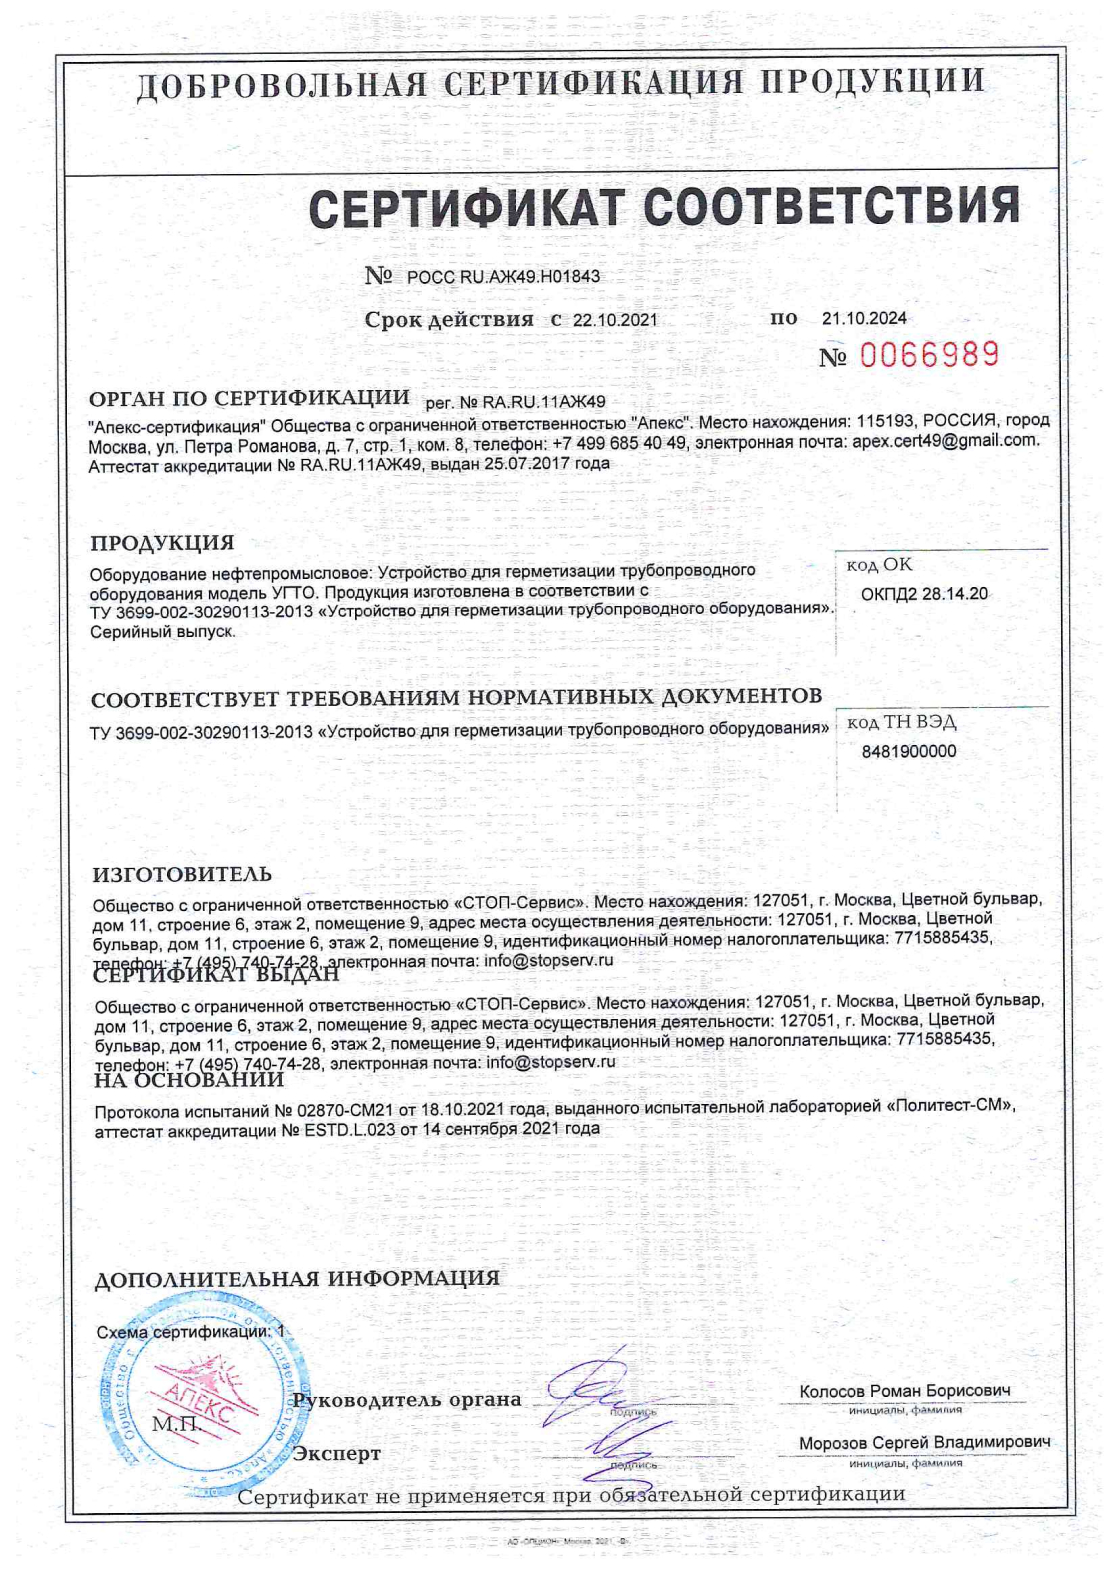 ДОБРОВОЛЬНАЯ СЕРТИФИКАЦИЯ ПРОДУКЦИИ
СЕРТИФИКАТ СООТВЕТСТВИЯ
№ РОСС RU.АЖ49.Н01843
Срок действия с 22.10.2021 по 21.10.2024
№ 0066989
ОРГАН ПО СЕРТИФИКАЦИИ рег. № RA.RU.11АЖ49
"Апекс-сертификация" Общества с ограниченной ответственностью "Апекс". Место нахождения: 115193, РОССИЯ, город
Москва, ул. Петра Романова, д. 7, стр. 1, ком. 8, телефон: +7 499 685 40 49, электронная почта: apex.cert49@gmail.com.
Аттестат аккредитации № RA.RU.11АЖ49, выдан 25.07.2017 года
ПРОДУКЦИЯ
Оборудование нефтепромысловое: Устройство для герметизации трубопроводного
оборудования модель УГТО. Продукция изготовлена в соответствии с
ТУ 3699-002-30290113-2013 «Устройство для герметизации трубопроводного оборудования».
Серийный выпуск.
код ОК
ОКПД2 28.14.20
СООТВЕТСТВУЕТ ТРЕБОВАНИЯМ НОРМАТИВНЫХ ДОКУМЕНТОВ
ТУ 3699-002-30290113-2013 «Устройство для герметизации трубопроводного оборудования»
код ТН ВЭД
8481900000
ИЗГОТОВИТЕЛЬ
Общество с ограниченной ответственностью «СТОП-Сервис». Место нахождения: 127051, г. Москва, Цветной бульвар,
дом 11, строение 6, этаж 2, помещение 9, адрес места осуществления деятельности: 127051, г. Москва, Цветной
бульвар, дом 11, строение 6, этаж 2, помещение 9, идентификационный номер налогоплательщика: 7715885435,
телефон: +7 (495) 740-74-28, электронная почта: info@stopserv.ru
СЕРТИФИКАТ ВЫДАН
Общество с ограниченной ответственностью «СТОП-Сервис». Место нахождения: 127051, г. Москва, Цветной бульвар,
дом 11, строение 6, этаж 2, помещение 9, адрес места осуществления деятельности: 127051, г. Москва, Цветной
бульвар, дом 11, строение 6, этаж 2, помещение 9, идентификационный номер налогоплательщика: 7715885435,
телефон: +7 (495) 740-74-28, электронная почта: info@stopserv.ru
НА ОСНОВАНИИ
Протокола испытаний № 02870-СМ21 от 18.10.2021 года, выданного испытательной лабораторией «Политест-СМ»,
аттестат аккредитации № ESTD.L.023 от 14 сентября 2021 года
ДОПОЛНИТЕЛЬНАЯ ИНФОРМАЦИЯ
Схема сертификации: 1
Общество с ограниченной ответственностью «Апекс»
АПЕКС
М.П.
Руководитель органа
подпись
Колосов Роман Борисович
инициалы, фамилия
Эксперт
подпись
Морозов Сергей Владимирович
инициалы, фамилия
Сертификат не применяется при обязательной сертификации
АО «ОПЦИОН» Москва, 2021, «В»